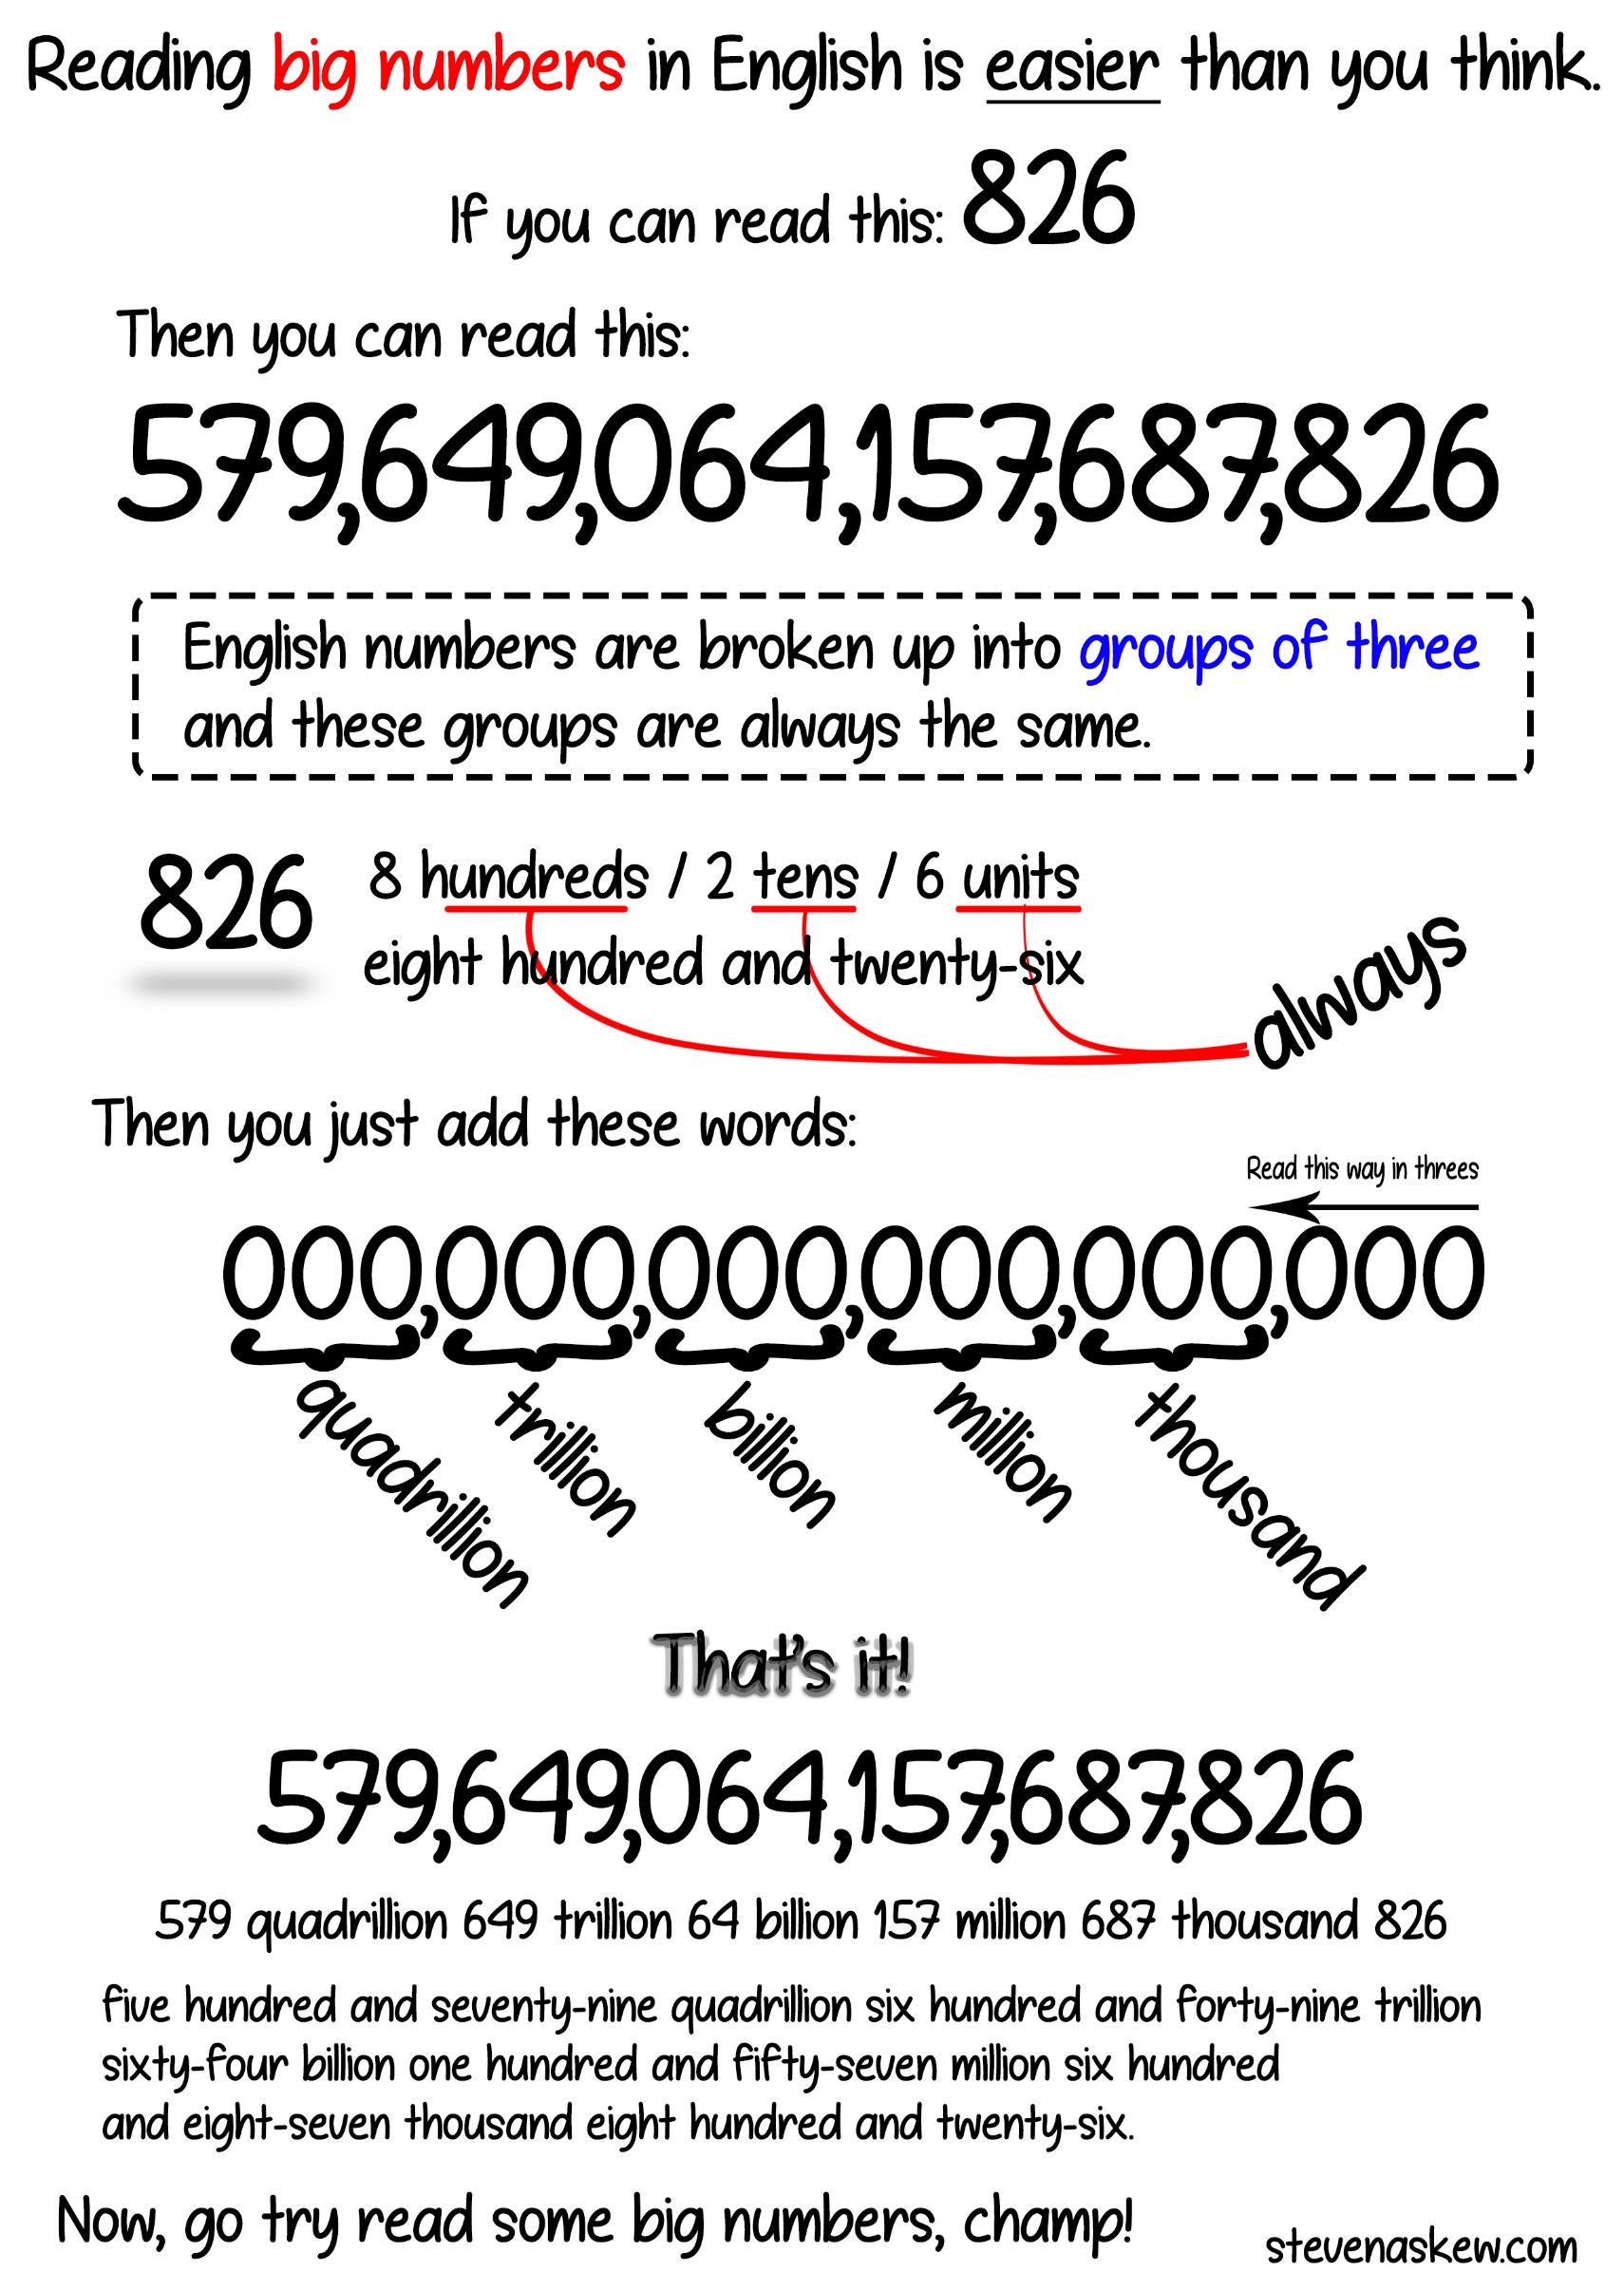 Reading big numbers in English is easier than you think.
If you can read this: 826
Then you can read this:
579,649,064,157,687,826
English numbers are broken up into groups of three
and these groups are always the same.
826
8 hundreds / 2 tens / 6 units
eight hundred and twenty-six
always
Then you just add these words:
Read this way in threes
000,000,000,000,000,000
quadrillion trillion billion million thousand
That's it!
579,649,064,157,687,826
579 quadrillion 649 trillion 64 billion 157 million 687 thousand 826
five hundred and seventy-nine quadrillion six hundred and forty-nine trillion
sixty-four billion one hundred and fifty-seven million six hundred
and eight-seven thousand eight hundred and twenty-six.
Now, go try read some big numbers, champ!
stevenaskew.com